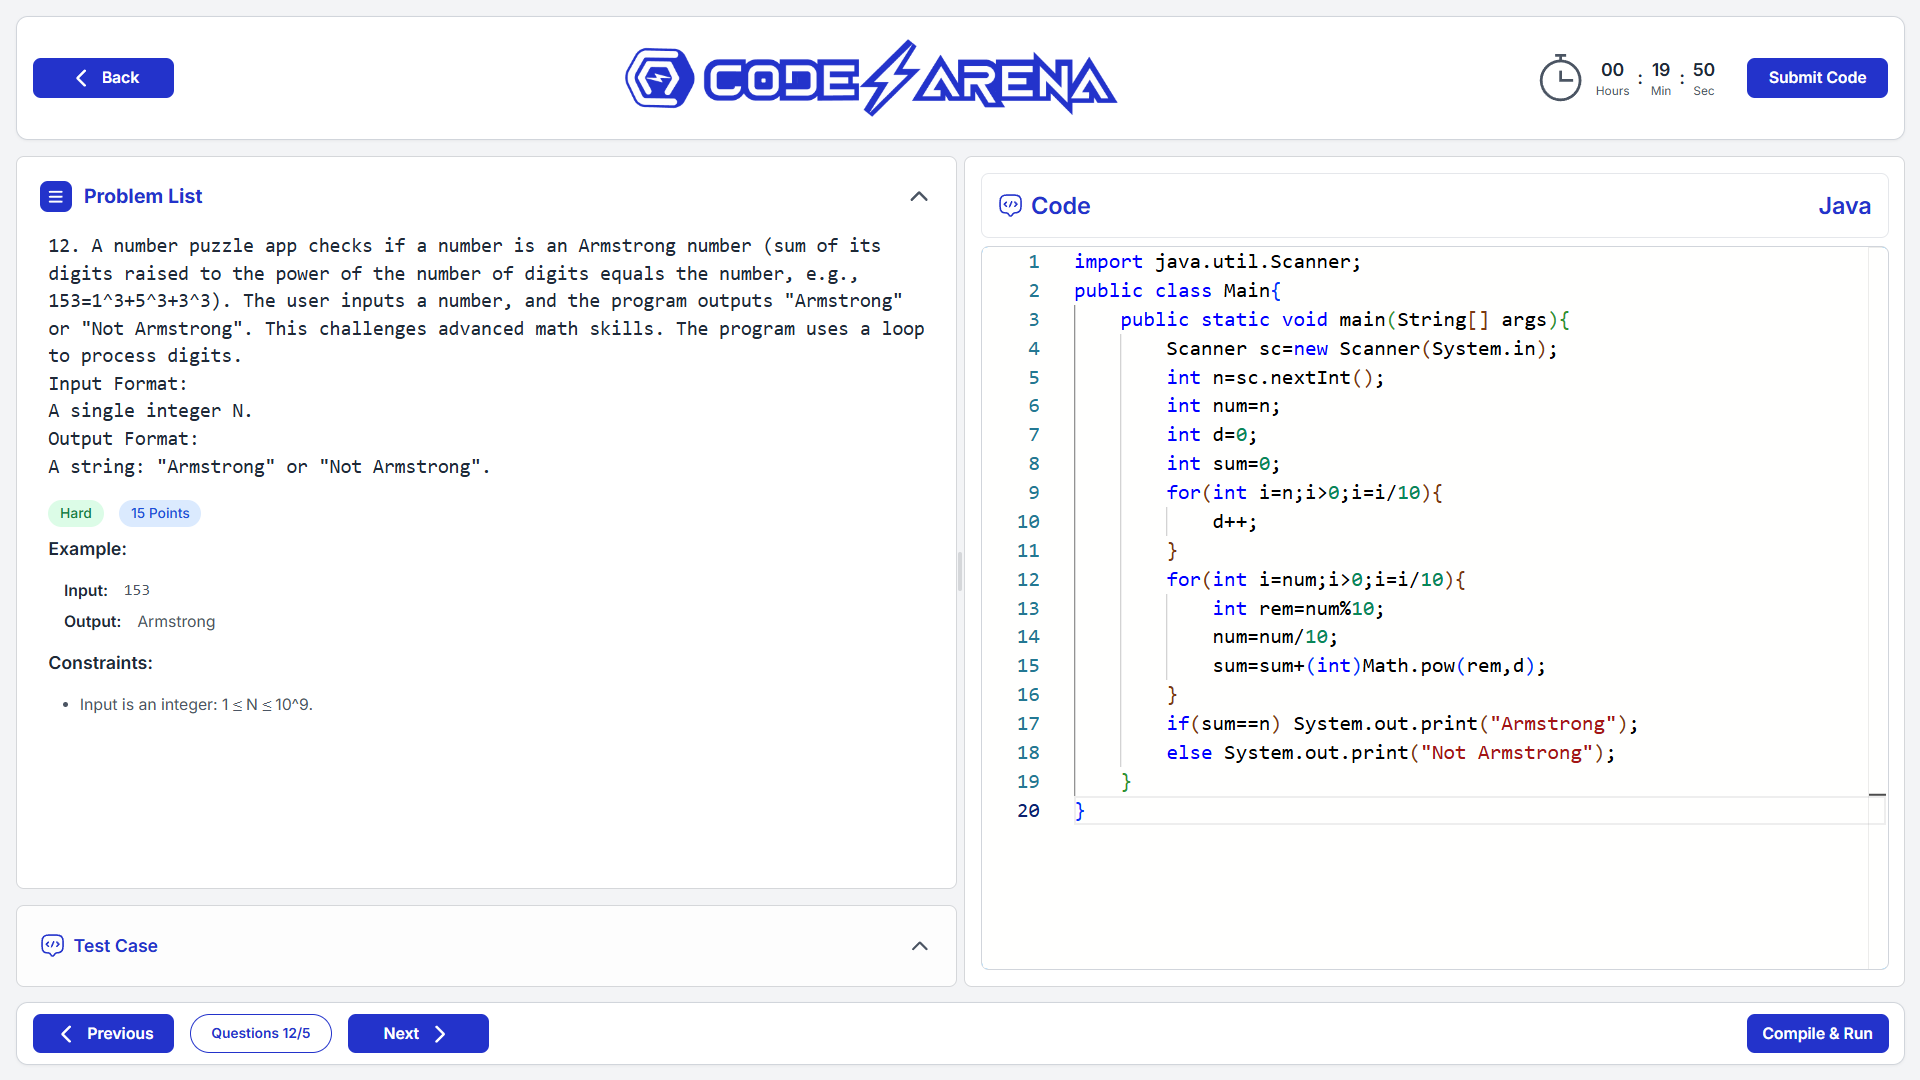 Back
CODE ARENA
00 : 19 : 50
Hours Min Sec
Submit Code
Problem List
12. A number puzzle app checks if a number is an Armstrong number (sum of its
digits raised to the power of the number of digits equals the number, e.g.,
153=1^3+5^3+3^3). The user inputs a number, and the program outputs "Armstrong"
or "Not Armstrong". This challenges advanced math skills. The program uses a loop
to process digits.
Input Format:
A single integer N.
Output Format:
A string: "Armstrong" or "Not Armstrong".
Hard 15 Points
Example:
Input: 153
Output: Armstrong
Constraints:
• Input is an integer: 1 ≤ N ≤ 10^9.
Test Case
Code
Java
1 import java.util.Scanner;
2 public class Main{
3     public static void main(String[] args){
4         Scanner sc=new Scanner(System.in);
5         int n=sc.nextInt();
6         int num=n;
7         int d=0;
8         int sum=0;
9         for(int i=n;i>0;i=i/10){
10             d++;
11         }
12         for(int i=num;i>0;i=i/10){
13             int rem=num%10;
14             num=num/10;
15             sum=sum+(int)Math.pow(rem,d);
16         }
17         if(sum==n) System.out.print("Armstrong");
18         else System.out.print("Not Armstrong");
19     }
20 }
Previous
Questions 12/5
Next
Compile & Run